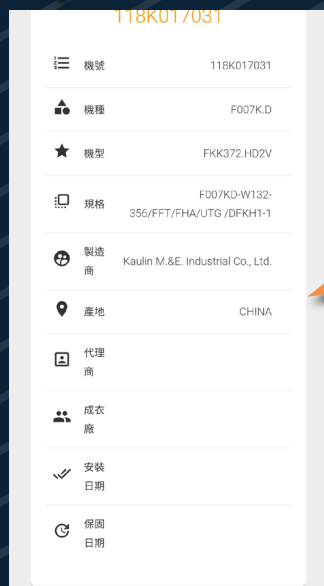 118K017031
機號 118K017031
機種 F007K.D
機型 FKK372.HD2V
規格 F007KD-W132-
356/FFT/FHA/UTG /DFKH1-1
製造
商 Kaulin M.&E. Industrial Co., Ltd.
產地 CHINA
代理
商
成衣
廠
安裝
日期
保固
日期